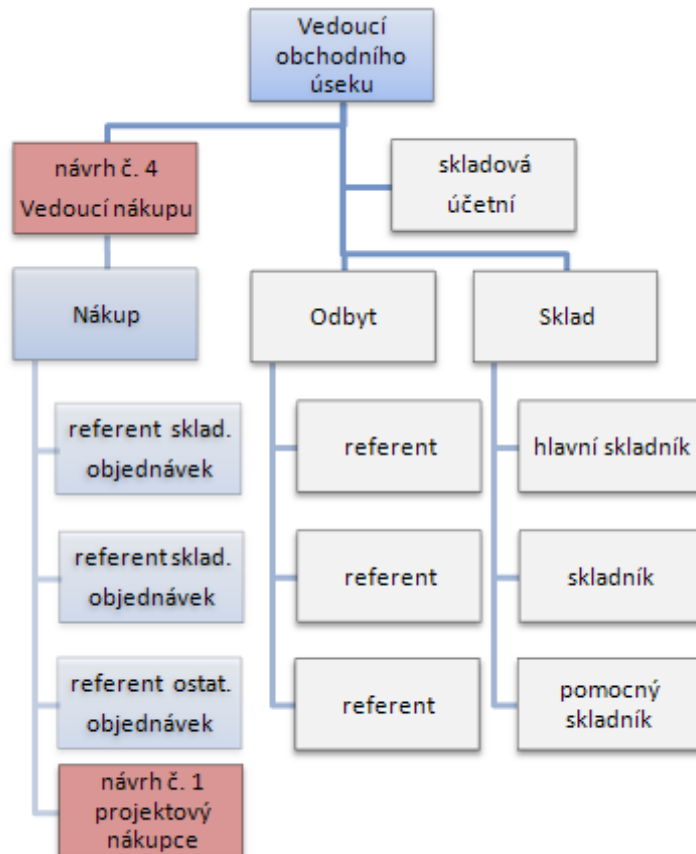 Vedoucí
obchodního
úseku
návrh č. 4
Vedoucí nákupu
skladová
účetní
Nákup
Odbyt
Sklad
referent sklad.
objednávek
referent
hlavní skladník
referent sklad.
objednávek
referent
skladník
referent ostat.
objednávek
referent
pomocný
skladník
návrh č. 1
projektový
nákupce